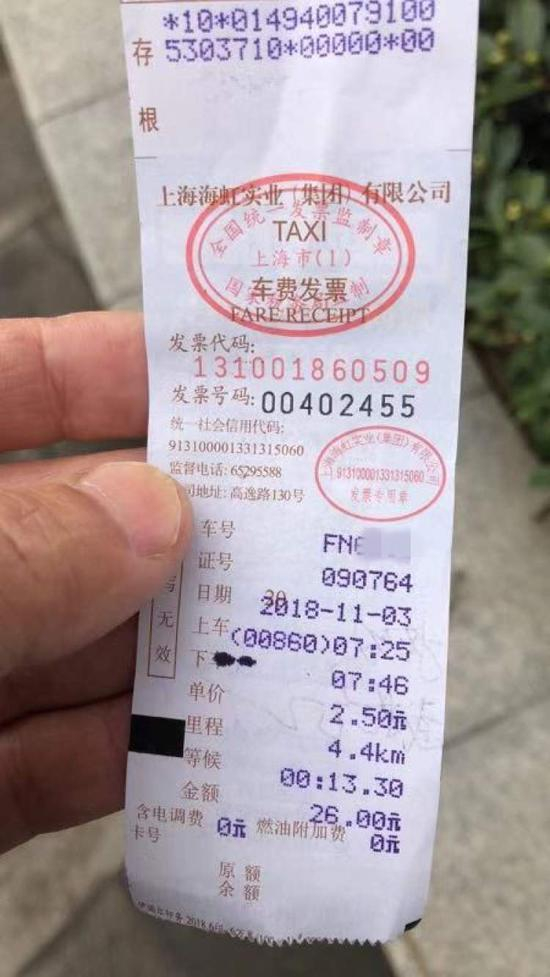 *10*014940079100
存 5303710*00000*00
根
上海海虹实业(集团)有限公司
全国统一发票监制章
TAXI
上海市(1)
车费发票
FARE RECEIPT
发票代码:
131001860509
发票号码: 00402455
统一社会信用代码:
913100001331315060
监督电话: 65295588
司地址: 高逸路130号
上海海虹实业(集团)有限公司
913100001331315060
发票专用章
写无效
车号 FN6
证号 090764
日期 2018-11-03
上车 (00860)07:25
下 07:46
单价 2.50元
里程 4.4km
等候 00:13.30
金额 26.00元
含电调费 0元 燃油附加费 0元
卡号
原额
余额